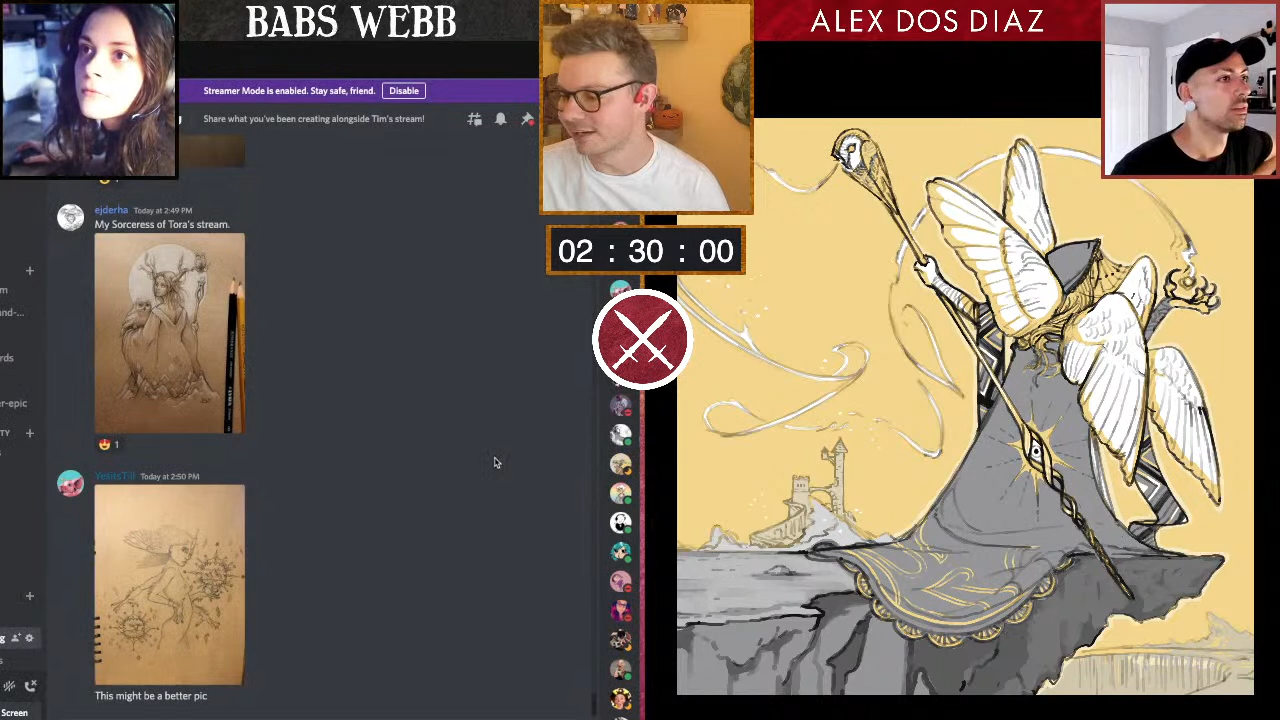 BABS WEBB
ALEX DOS DIAZ
Streamer Mode is enabled. Stay safe, friend.
Disable
Share what you've been creating alongside Tim's stream!
ejderha Today at 2:49 PM
My Sorceress of Tora's stream.
1
02 : 30 : 00
Today at 2:50 PM
This might be a better pic
Screen